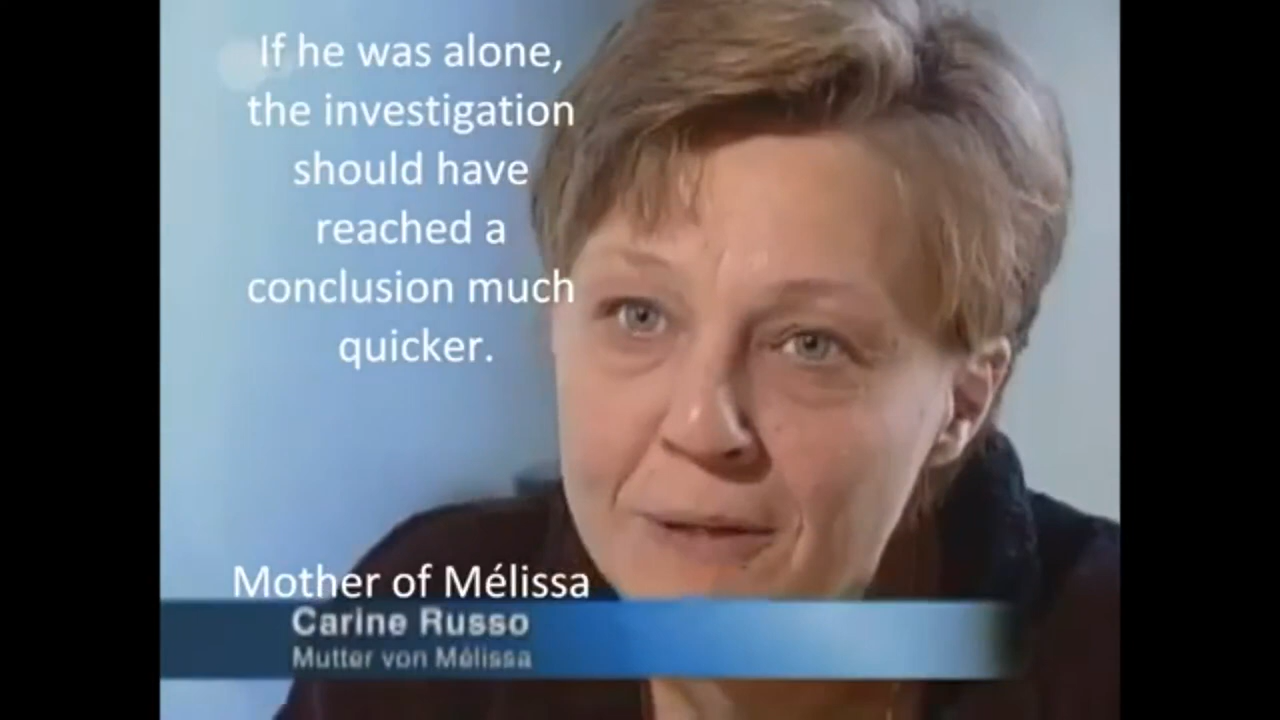 If he was alone,
the investigation
should have
reached a
conclusion much
quicker.
Mother of Mélissa
Carine Russo
Mutter von Mélissa